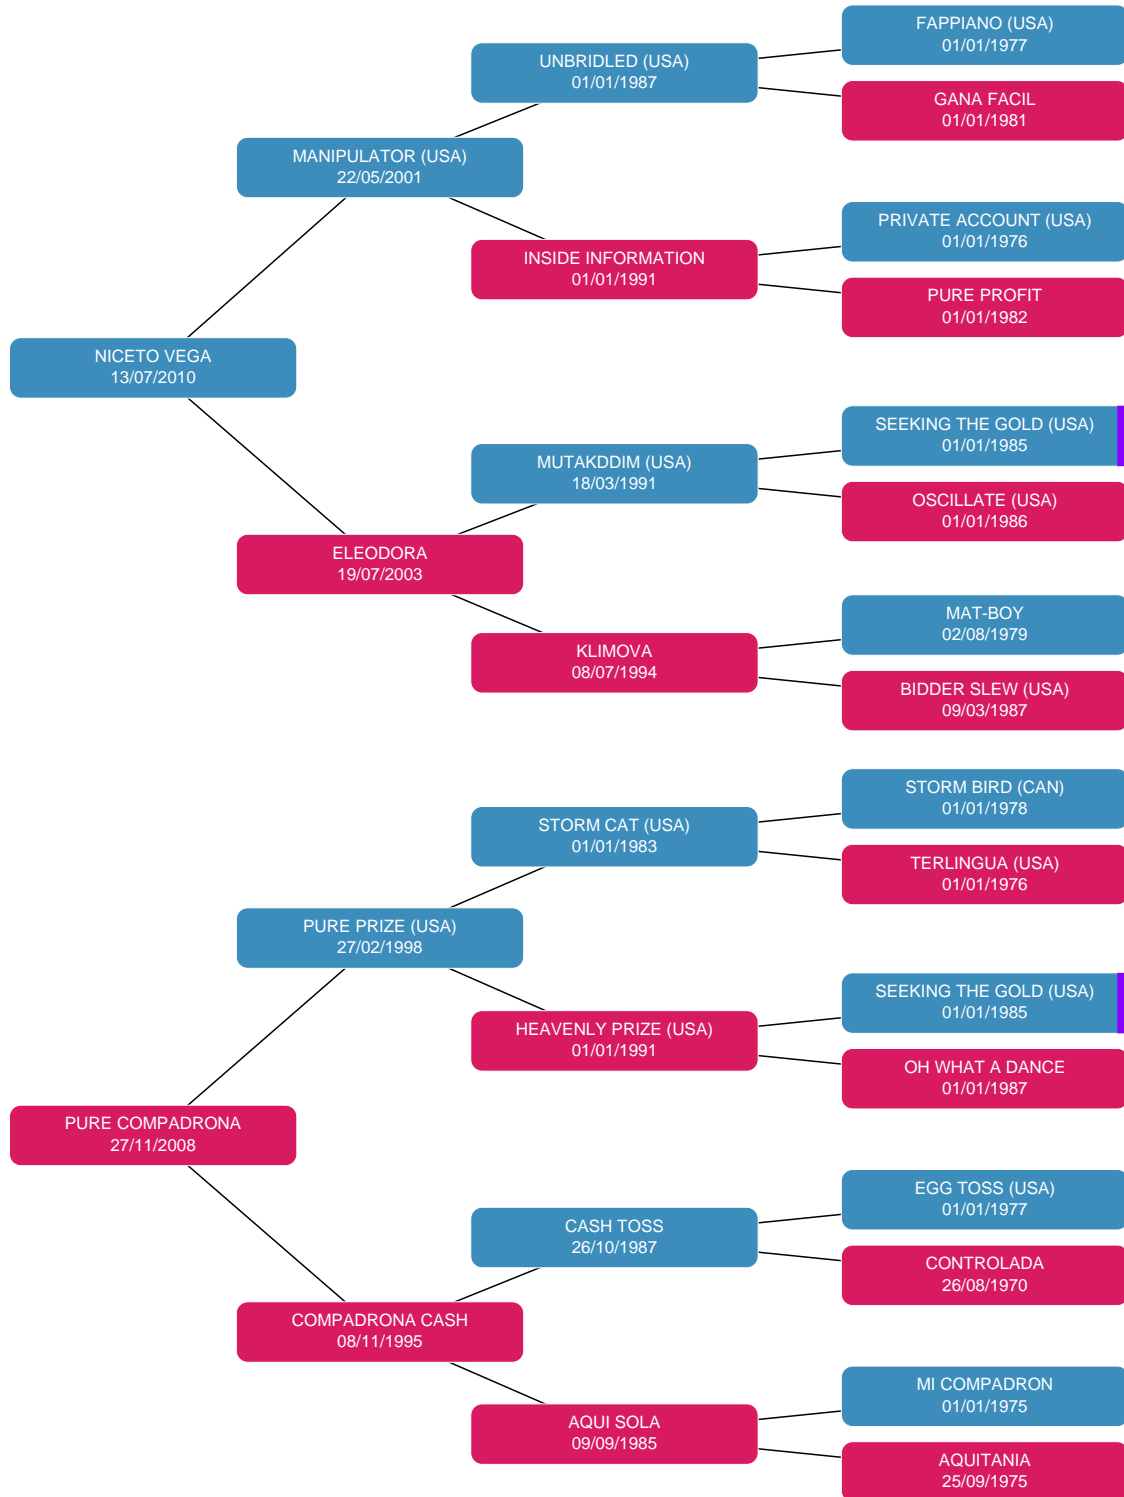 FAPPIANO (USA)
01/01/1977
UNBRIDLED (USA)
01/01/1987
GANA FACIL
01/01/1981
MANIPULATOR (USA)
22/05/2001
PRIVATE ACCOUNT (USA)
01/01/1976
INSIDE INFORMATION
01/01/1991
PURE PROFIT
01/01/1982
NICETO VEGA
13/07/2010
SEEKING THE GOLD (USA)
01/01/1985
MUTAKDDIM (USA)
18/03/1991
OSCILLATE (USA)
01/01/1986
ELEODORA
19/07/2003
MAT-BOY
02/08/1979
KLIMOVA
08/07/1994
BIDDER SLEW (USA)
09/03/1987
STORM BIRD (CAN)
01/01/1978
STORM CAT (USA)
01/01/1983
TERLINGUA (USA)
01/01/1976
PURE PRIZE (USA)
27/02/1998
SEEKING THE GOLD (USA)
01/01/1985
HEAVENLY PRIZE (USA)
01/01/1991
OH WHAT A DANCE
01/01/1987
PURE COMPADRONA
27/11/2008
EGG TOSS (USA)
01/01/1977
CASH TOSS
26/10/1987
CONTROLADA
26/08/1970
COMPADRONA CASH
08/11/1995
MI COMPADRON
01/01/1975
AQUI SOLA
09/09/1985
AQUITANIA
25/09/1975